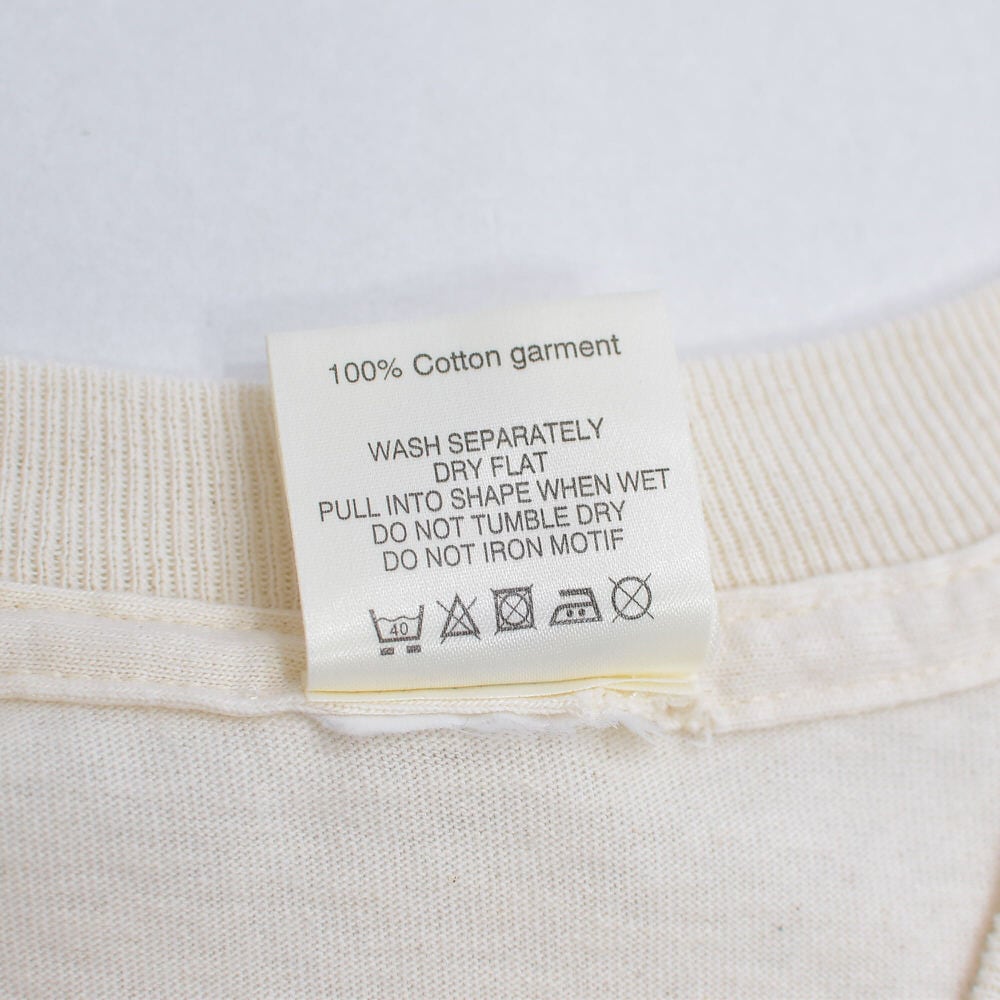 100% Cotton garment
WASH SEPARATELY
DRY FLAT
PULL INTO SHAPE WHEN WET
DO NOT TUMBLE DRY
DO NOT IRON MOTIF
40